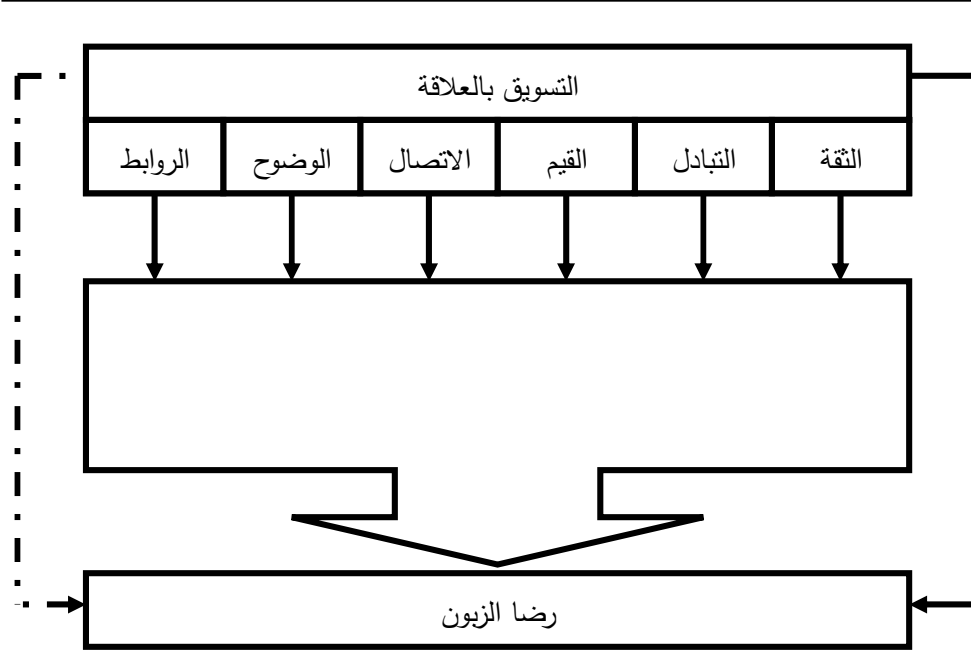 التسويق بالعلاقة
الثقة التبادل القيم الاتصال الوضوح الروابط
رضا الزبون